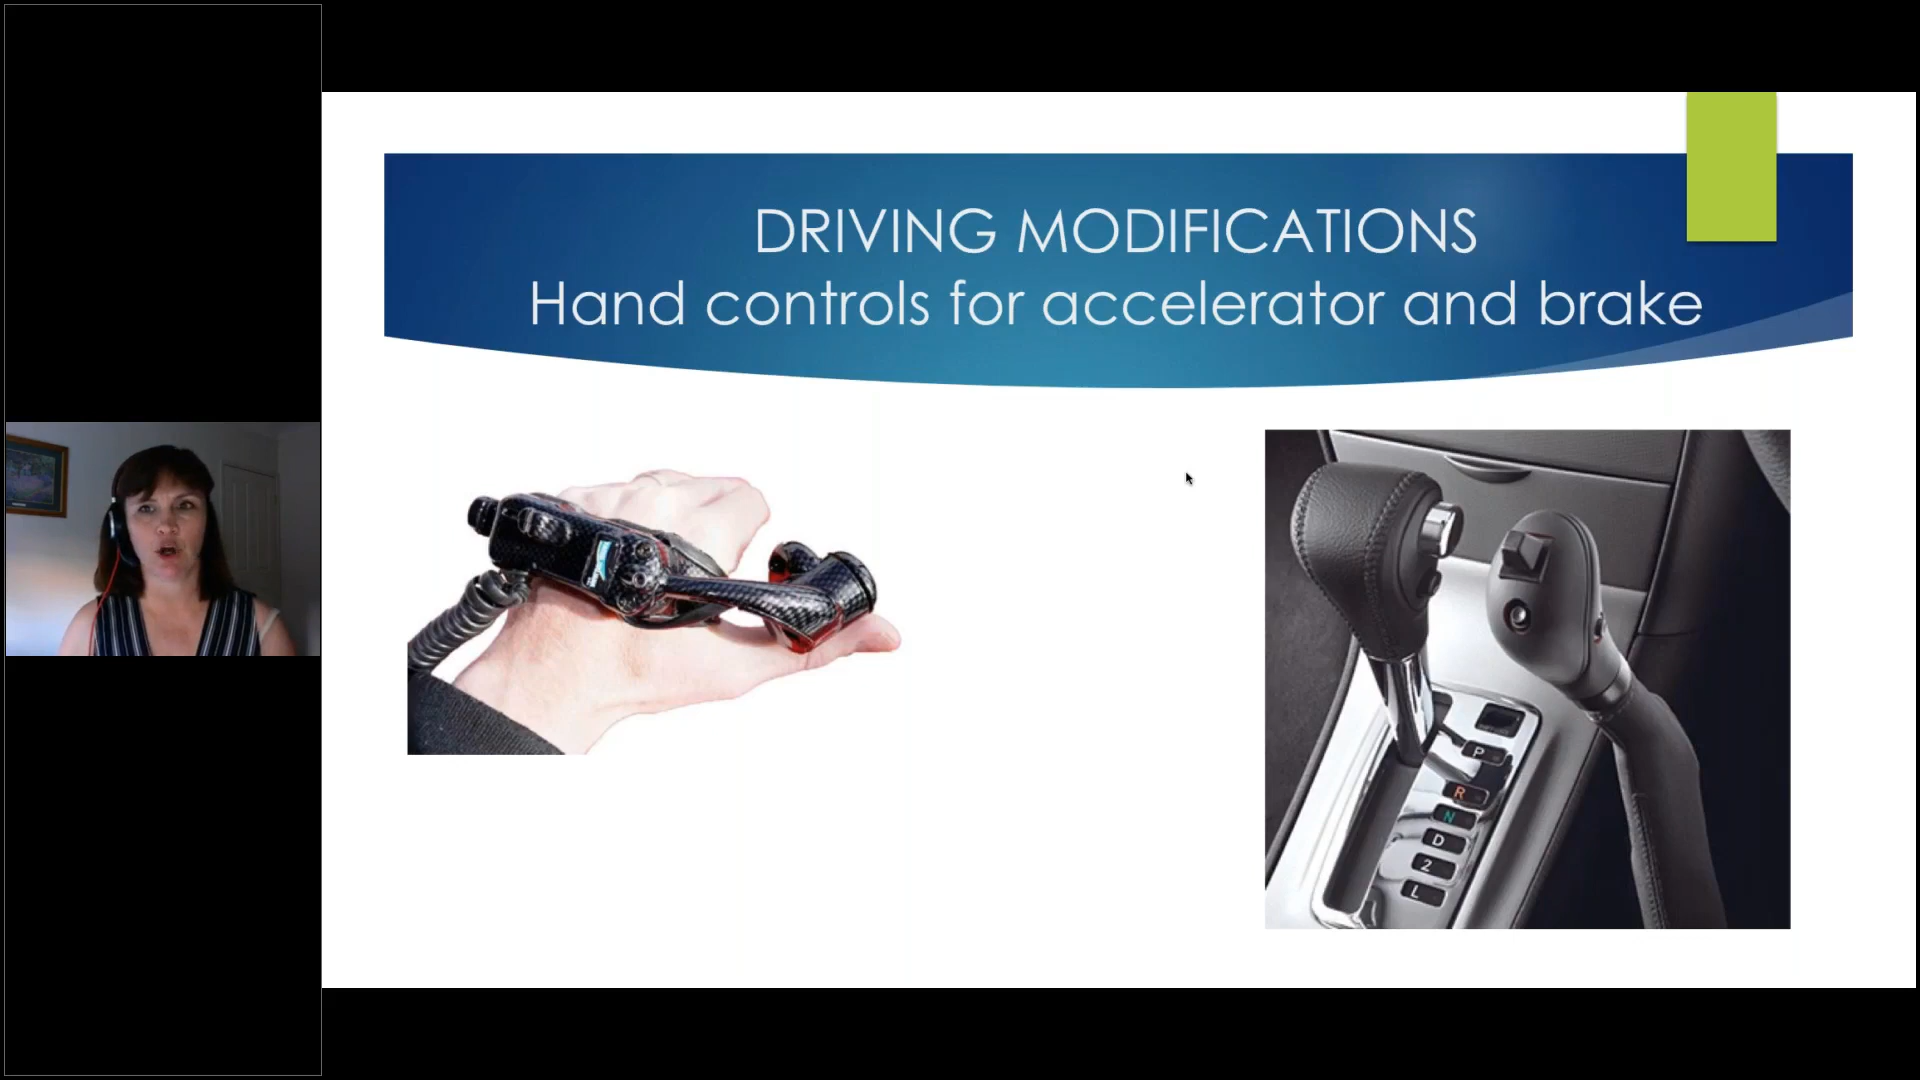 DRIVING MODIFICATIONS
Hand controls for accelerator and brake
P
R
N
D
2
L